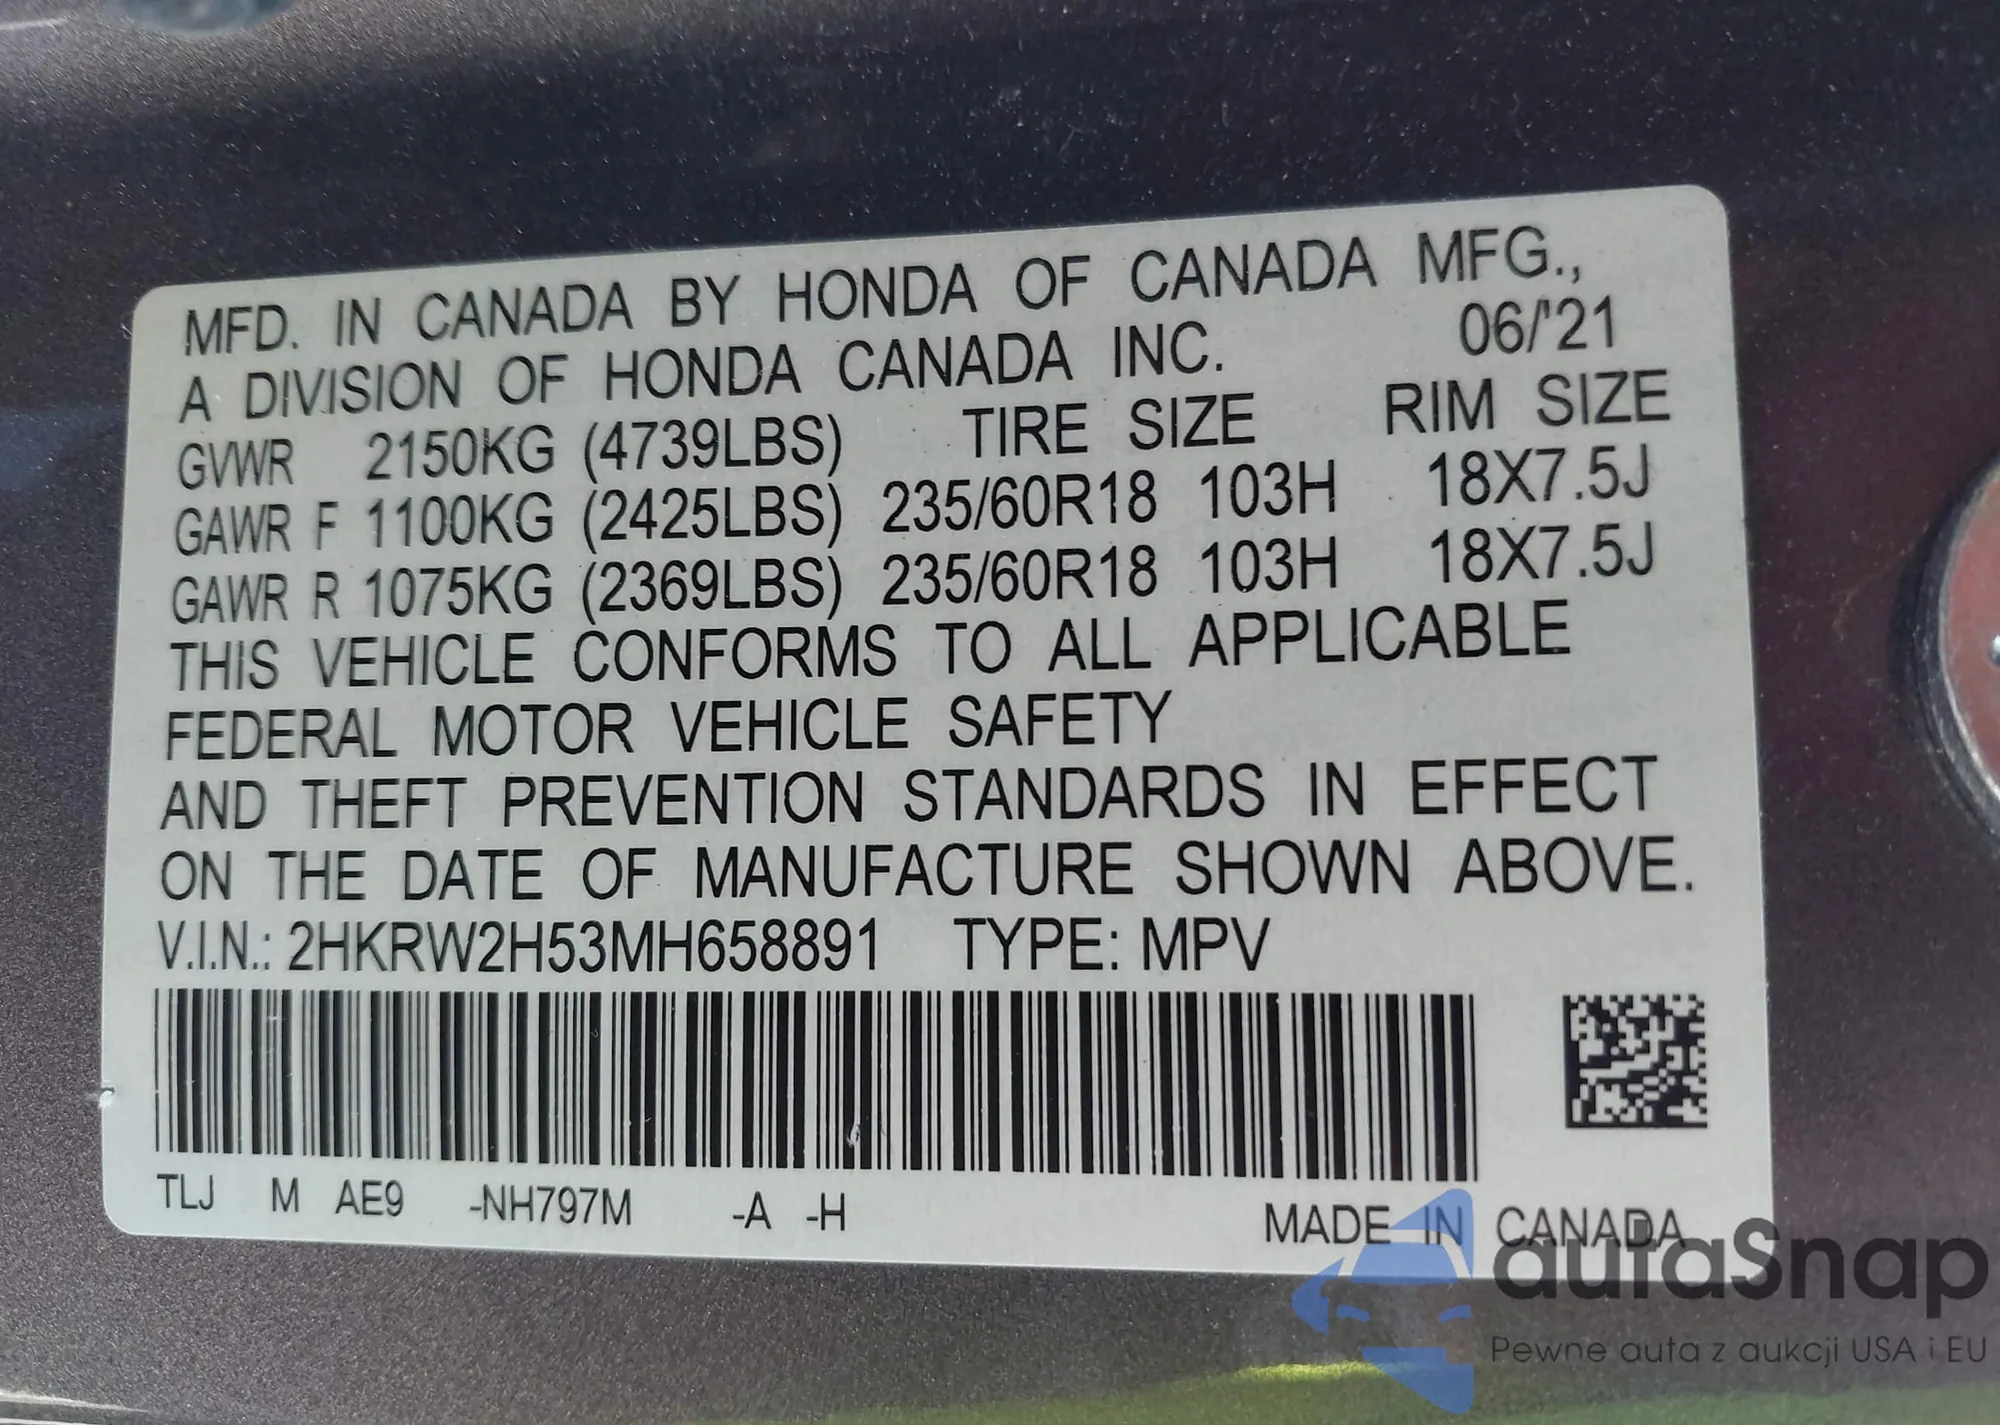 MFD. IN CANADA BY HONDA OF CANADA MFG.,
A DIVISION OF HONDA CANADA INC. 06/'21
GVWR 2150KG (4739LBS) TIRE SIZE RIM SIZE
GAWR F 1100KG (2425LBS) 235/60R18 103H 18X7.5J
GAWR R 1075KG (2369LBS) 235/60R18 103H 18X7.5J
THIS VEHICLE CONFORMS TO ALL APPLICABLE
FEDERAL MOTOR VEHICLE SAFETY
AND THEFT PREVENTION STANDARDS IN EFFECT
ON THE DATE OF MANUFACTURE SHOWN ABOVE.
V.I.N.: 2HKRW2H53MH658891 TYPE: MPV
TLJ M AE9 -NH797M -A -H
MADE IN CANADA
autaSnap
Pewne auta z aukcji USA i EU